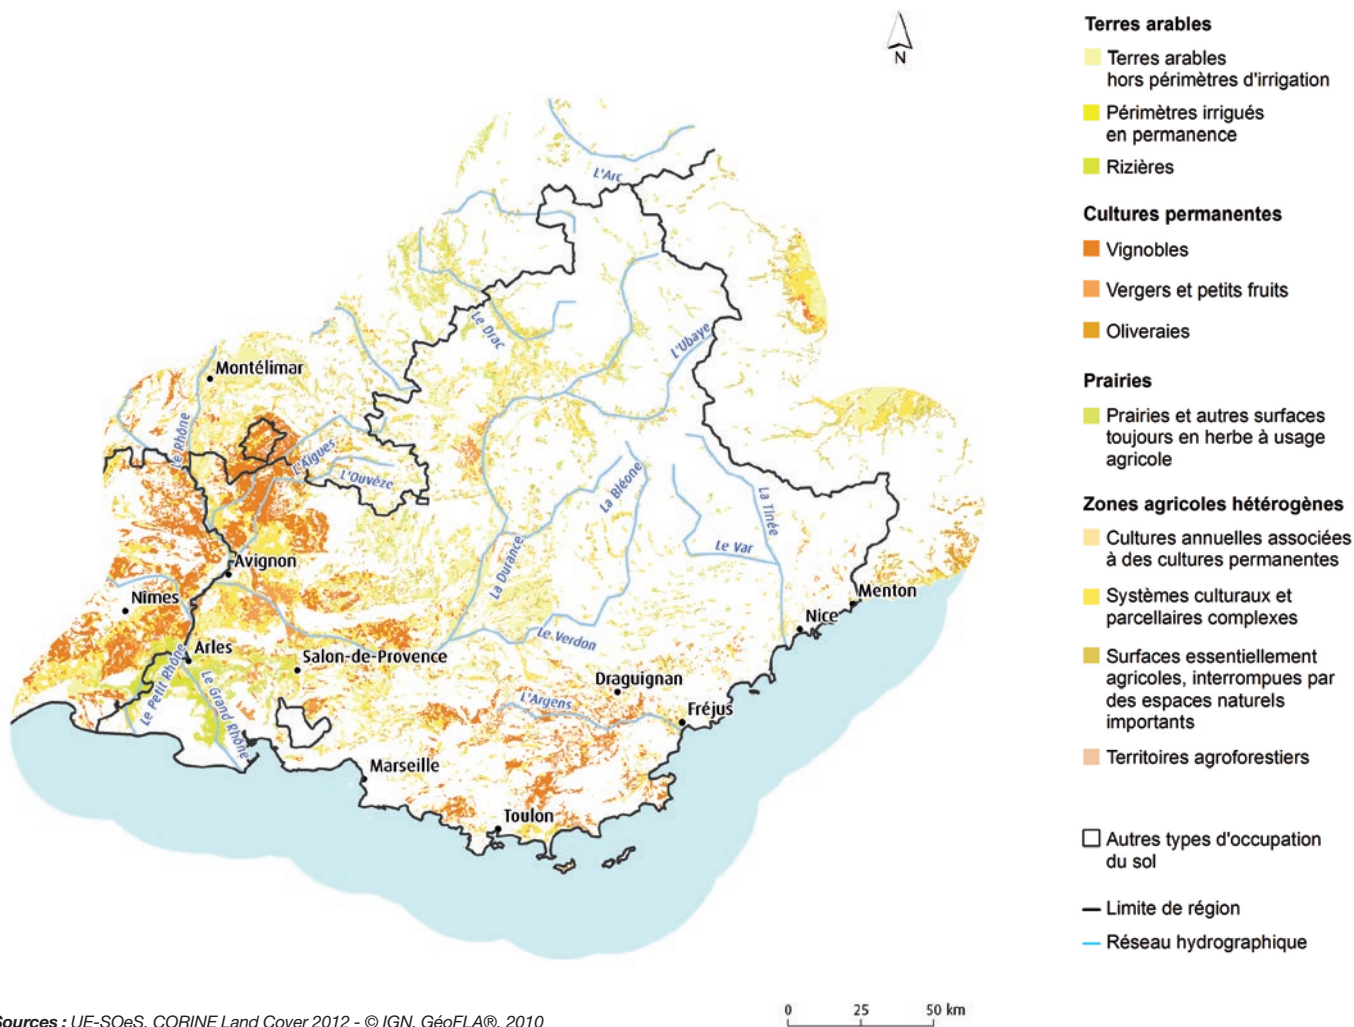 N
L'Arc
Le Drac
L'Ubaye
Montélimar
Le Rhône
L'Aigues
L'Ouvèze
La Bléone
La Tinée
La Durance
Le Var
Avignon
Nîmes
Menton
Nice
Le Verdon
Arles
Salon-de-Provence
Le Petit Rhône
Le Grand Rhône
Draguignan
L'Argens
Fréjus
Marseille
Toulon
Terres arables
Terres arables
hors périmètres d'irrigation
Périmètres irrigués
en permanence
Rizières
Cultures permanentes
Vignobles
Vergers et petits fruits
Oliveraies
Prairies
Prairies et autres surfaces
toujours en herbe à usage
agricole
Zones agricoles hétérogènes
Cultures annuelles associées
à des cultures permanentes
Systèmes culturaux et
parcellaires complexes
Surfaces essentiellement
agricoles, interrompues par
des espaces naturels
importants
Territoires agroforestiers
Autres types d'occupation
du sol
Limite de région
Réseau hydrographique
0 25 50 km
Sources : UE-SOeS, CORINE Land Cover 2012 - © IGN, GéoFLA®, 2010